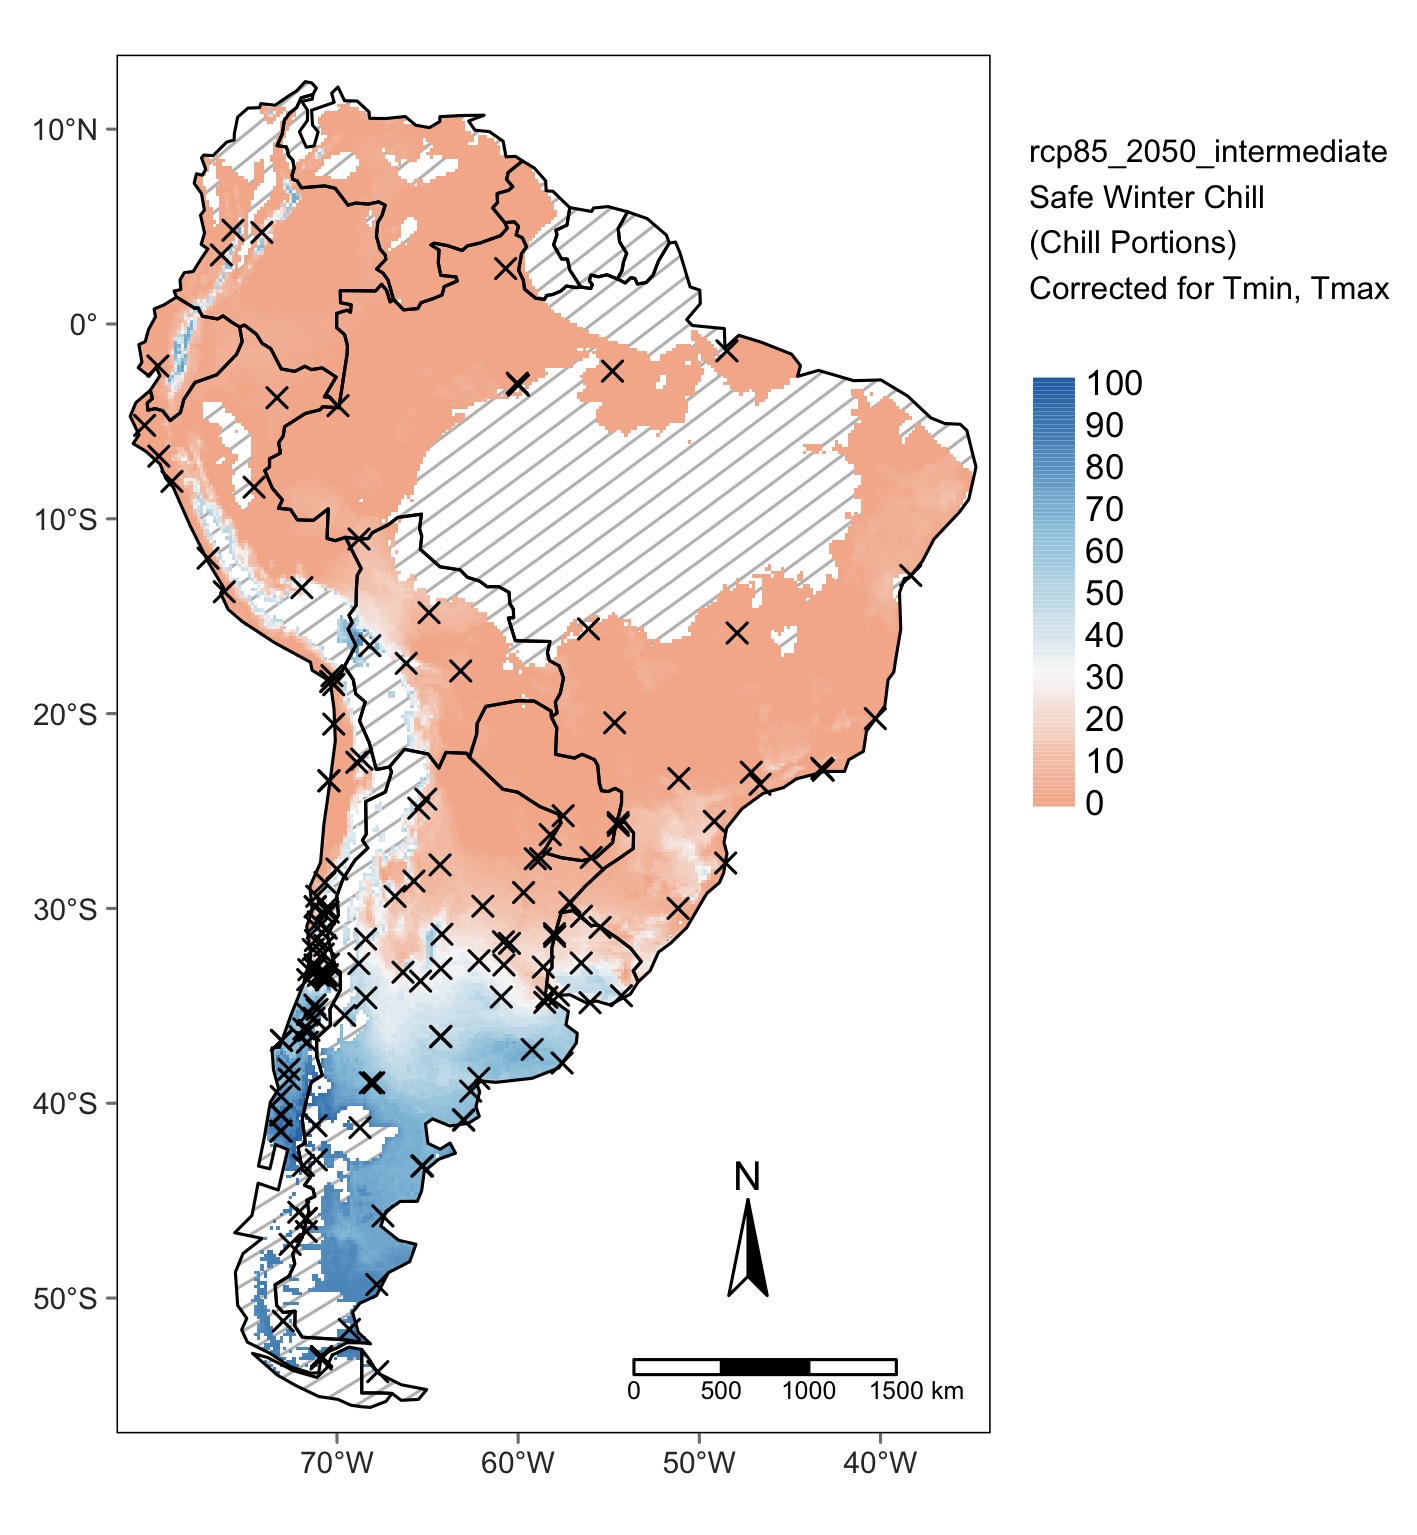 rcp85_2050_intermediate
Safe Winter Chill
(Chill Portions)
Corrected for Tmin, Tmax
100
90
80
70
60
50
40
30
20
10
0
10°N
0°
10°S
20°S
30°S
40°S
50°S
N
0 500 1000 1500 km
70°W 60°W 50°W 40°W